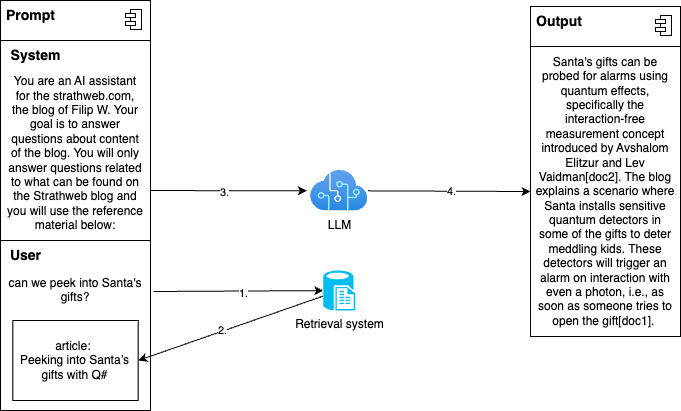 Prompt
System
You are an AI assistant
for the strathweb.com,
the blog of Filip W. Your
goal is to answer
questions about content
of the blog. You will only
answer questions related
to what can be found on
the Strathweb blog and
you will use the reference
material below:
User
can we peek into Santa's
gifts?
article:
Peeking into Santa's
gifts with Q#
1.
2.
3.
4.
LLM
Retrieval system
Output
Santa's gifts can be
probed for alarms using
quantum effects,
specifically the
interaction-free
measurement concept
introduced by Avshalom
Elitzur and Lev
Vaidman[doc2]. The blog
explains a scenario where
Santa installs sensitive
quantum detectors in
some of the gifts to deter
meddling kids. These
detectors will trigger an
alarm on interaction with
even a photon, i.e., as
soon as someone tries to
open the gift[doc1].